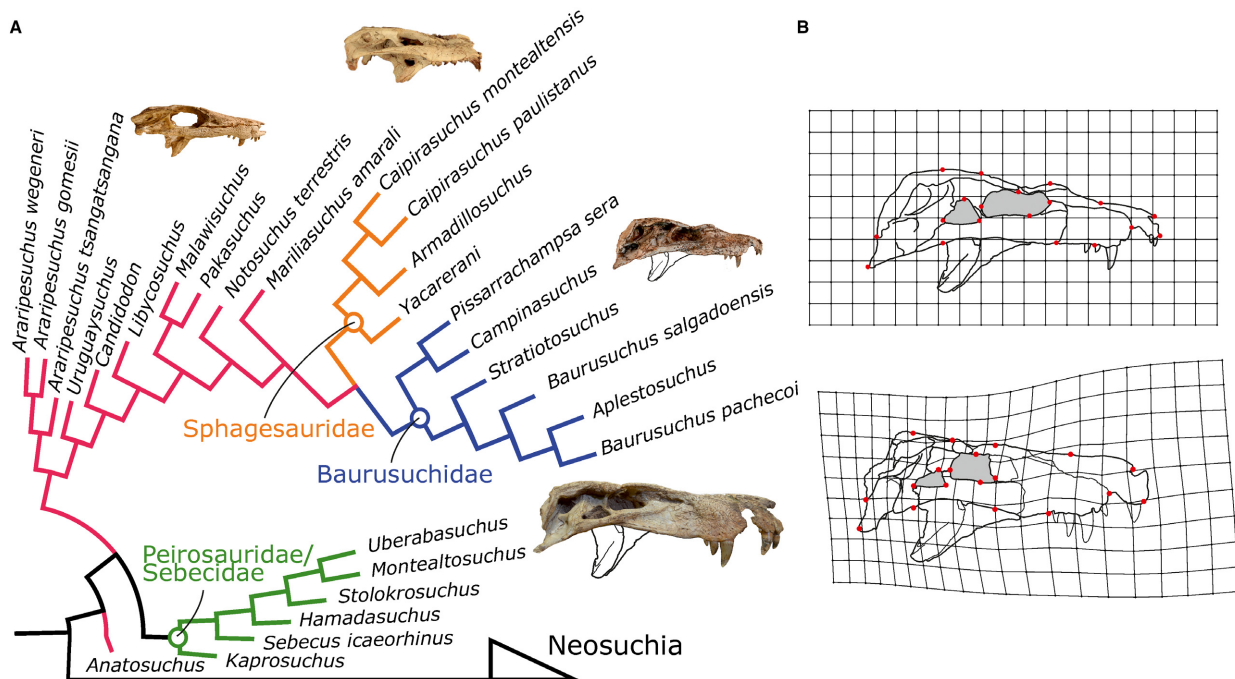 A
B
Araripesuchus wegeneri
Araripesuchus gomesii
Araripesuchus tsangatsangana
Uruguaysuchus
Candidodon
Libycosuchus
Malawisuchus
Pakasuchus
Notosuchus terrestris
Mariliasuchus amarali
Caipirasuchus montealtensis
Caipirasuchus paulistanus
Armadillosuchus
Yacarerani
Pissarrachampsa sera
Campinasuchus
Stratiotosuchus
Baurusuchus salgadoensis
Aplestosuchus
Baurusuchus pachecoi
Sphagesauridae
Baurusuchidae
Peirosauridae/
Sebecidae
Uberabasuchus
Montealtosuchus
Stolokrosuchus
Hamadasuchus
Sebecus icaeorhinus
Kaprosuchus
Anatosuchus
Neosuchia